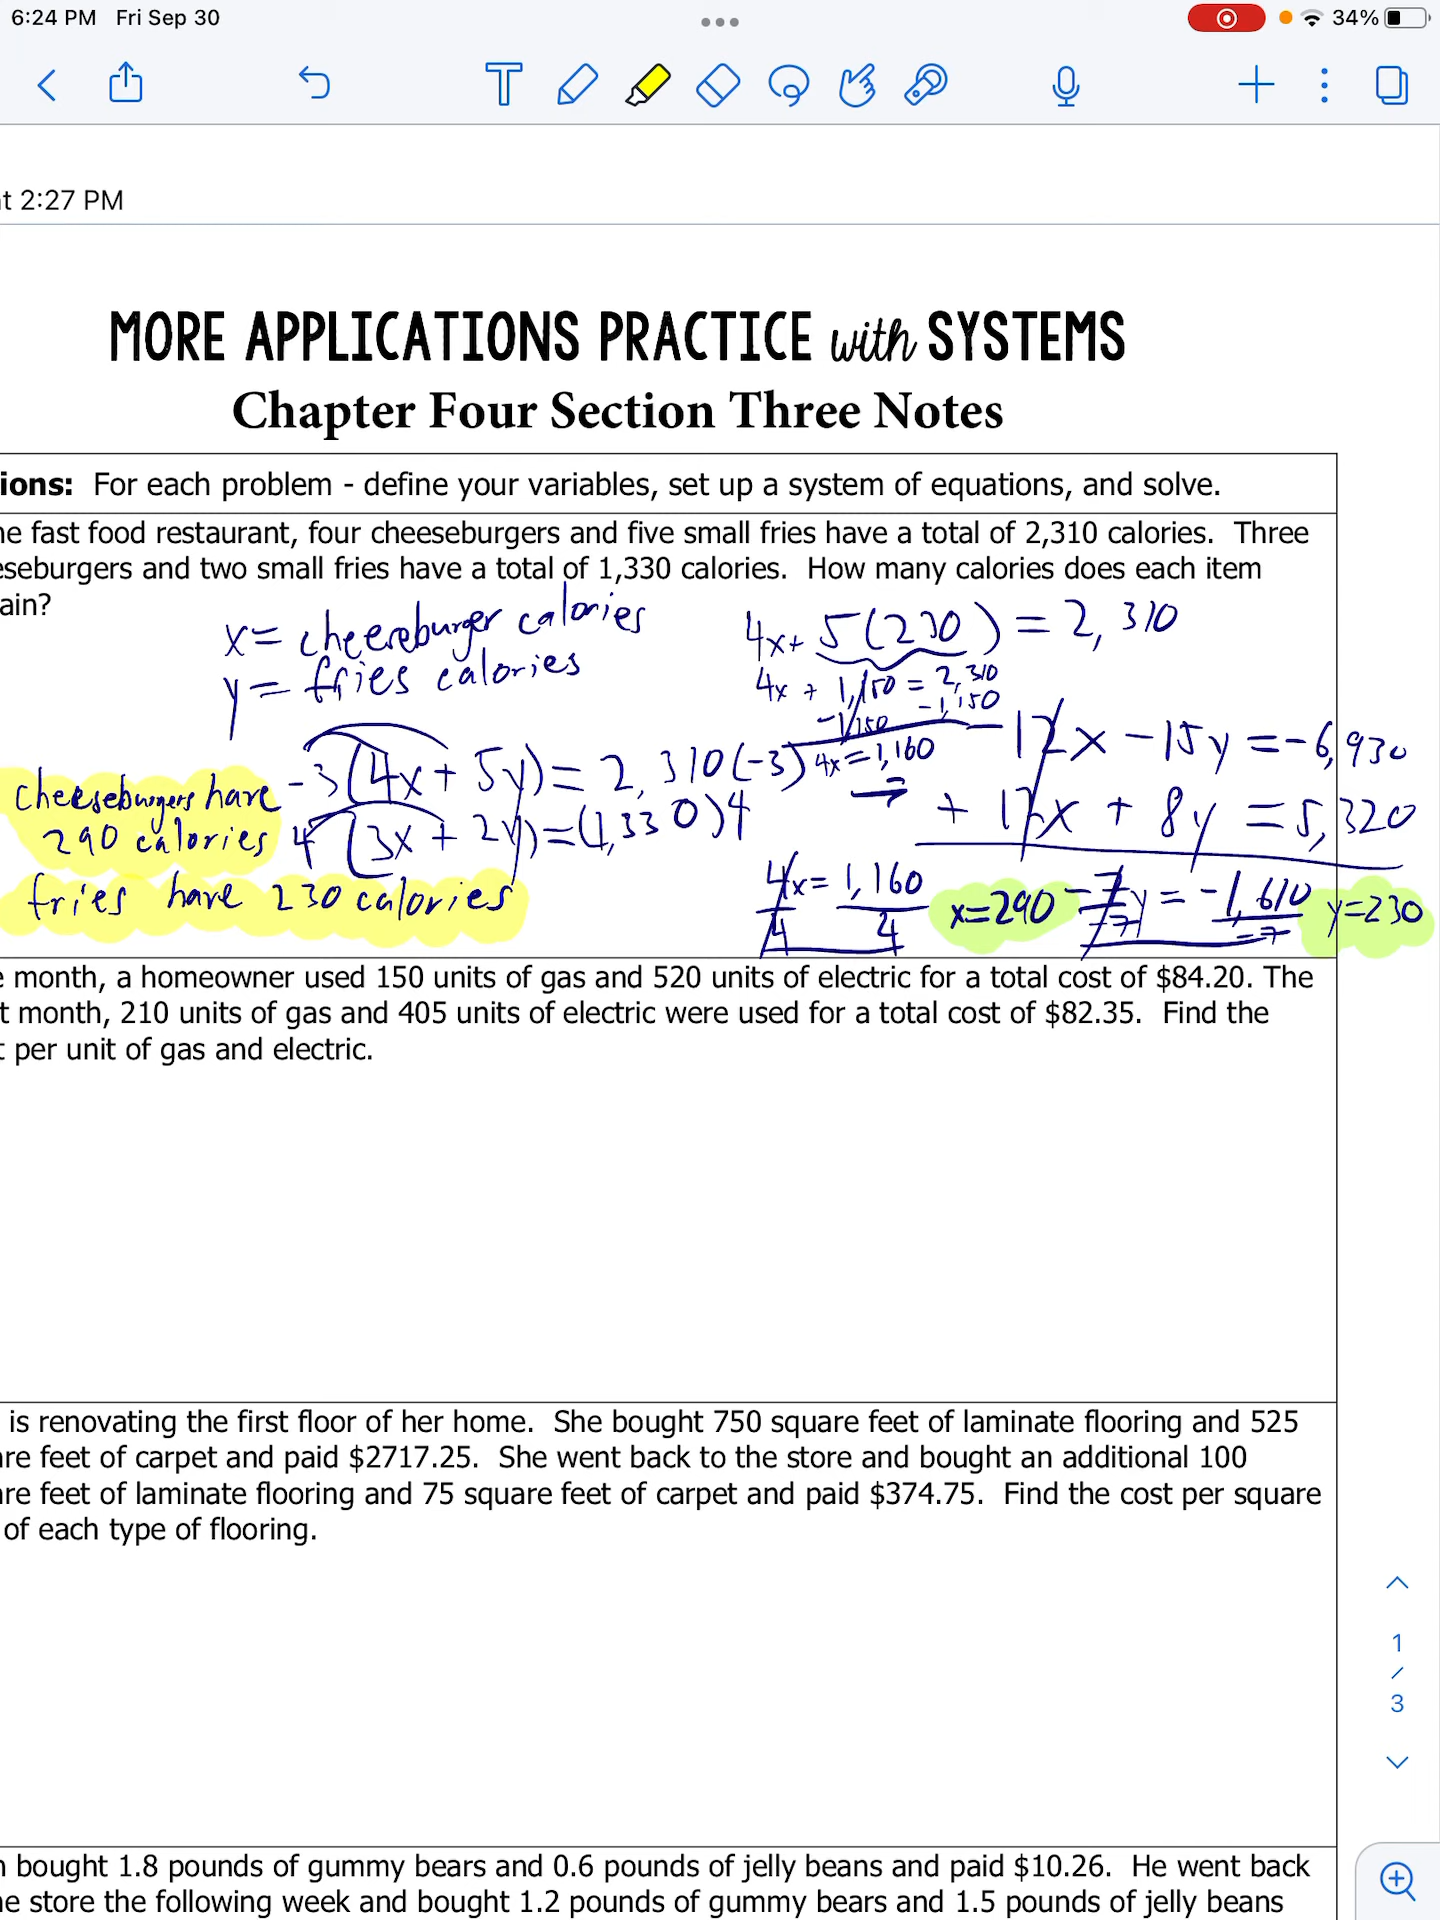 6:24 PM Fri Sep 30
34%
T
t 2:27 PM
MORE APPLICATIONS PRACTICE with SYSTEMS
Chapter Four Section Three Notes
ions: For each problem - define your variables, set up a system of equations, and solve.
ne fast food restaurant, four cheeseburgers and five small fries have a total of 2,310 calories. Three
eseburgers and two small fries have a total of 1,330 calories. How many calories does each item
ain?
x = cheeseburger calories
y = fries calories
4x + 5(230) = 2,310
4x + 1,150 = 2,310
-1,150 -1,150
4x = 1,160
-3(4x + 5y) = 2,310(-3)
4(3x + 2y) = (1,330)4
-12x - 15y = -6,930
+ 12x + 8y = 5,320
cheeseburgers have
290 calories
fries have 230 calories
4x = 1,160
4 4
x=290
-7y = -1,610
-7 -7
y=230
e month, a homeowner used 150 units of gas and 520 units of electric for a total cost of $84.20. The
t month, 210 units of gas and 405 units of electric were used for a total cost of $82.35. Find the
t per unit of gas and electric.
is renovating the first floor of her home. She bought 750 square feet of laminate flooring and 525
are feet of carpet and paid $2717.25. She went back to the store and bought an additional 100
are feet of laminate flooring and 75 square feet of carpet and paid $374.75. Find the cost per square
of each type of flooring.
1
/
3
n bought 1.8 pounds of gummy bears and 0.6 pounds of jelly beans and paid $10.26. He went back
he store the following week and bought 1.2 pounds of gummy bears and 1.5 pounds of jelly beans